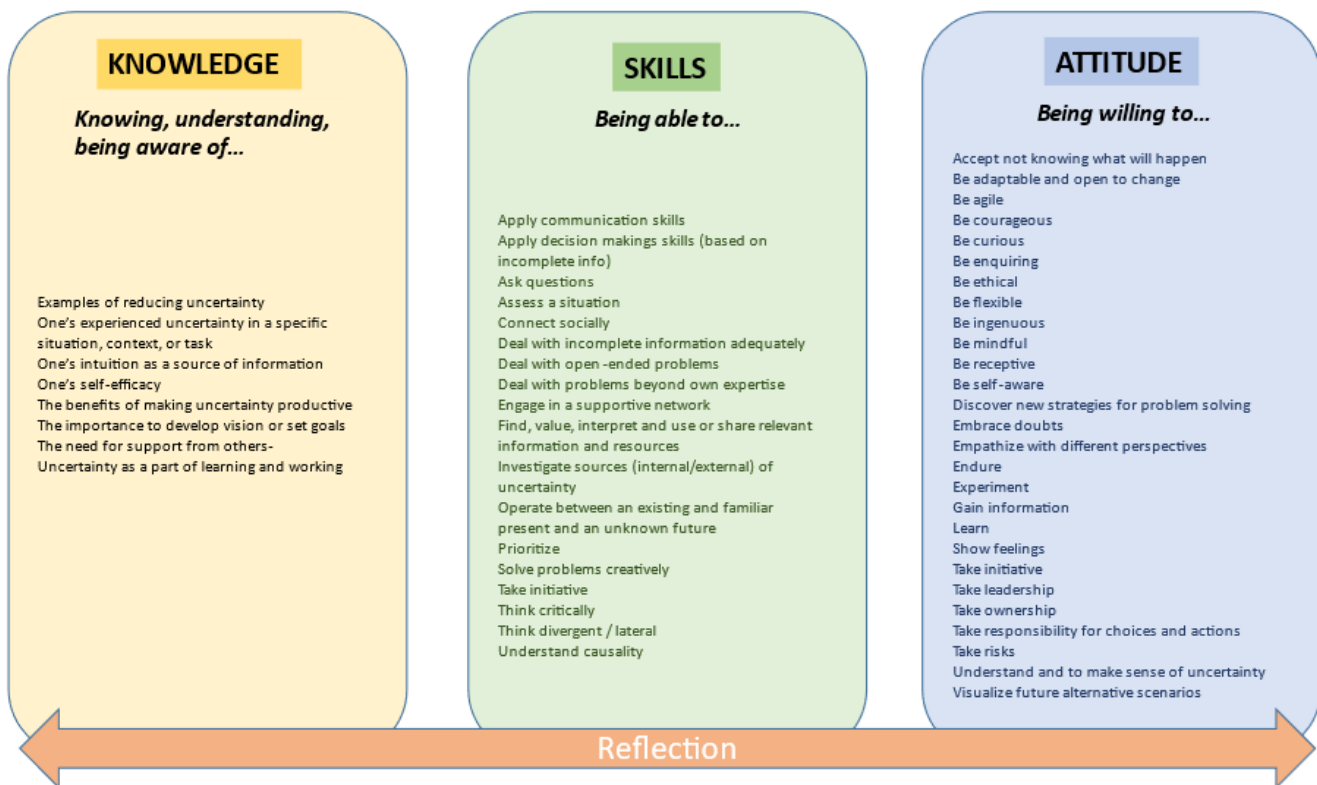 KNOWLEDGE
Knowing, understanding,
being aware of...
Examples of reducing uncertainty
One's experienced uncertainty in a specific
situation, context, or task
One's intuition as a source of information
One's self-efficacy
The benefits of making uncertainty productive
The importance to develop vision or set goals
The need for support from others-
Uncertainty as a part of learning and working
SKILLS
Being able to...
Apply communication skills
Apply decision makings skills (based on
incomplete info)
Ask questions
Assess a situation
Connect socially
Deal with incomplete information adequately
Deal with open -ended problems
Deal with problems beyond own expertise
Engage in a supportive network
Find, value, interpret and use or share relevant
information and resources
Investigate sources (internal/external) of
uncertainty
Operate between an existing and familiar
present and an unknown future
Prioritize
Solve problems creatively
Take initiative
Think critically
Think divergent / lateral
Understand causality
ATTITUDE
Being willing to...
Accept not knowing what will happen
Be adaptable and open to change
Be agile
Be courageous
Be curious
Be enquiring
Be ethical
Be flexible
Be ingenuous
Be mindful
Be receptive
Be self-aware
Discover new strategies for problem solving
Embrace doubts
Empathize with different perspectives
Endure
Experiment
Gain information
Learn
Show feelings
Take initiative
Take leadership
Take ownership
Take responsibility for choices and actions
Take risks
Understand and to make sense of uncertainty
Visualize future alternative scenarios
Reflection